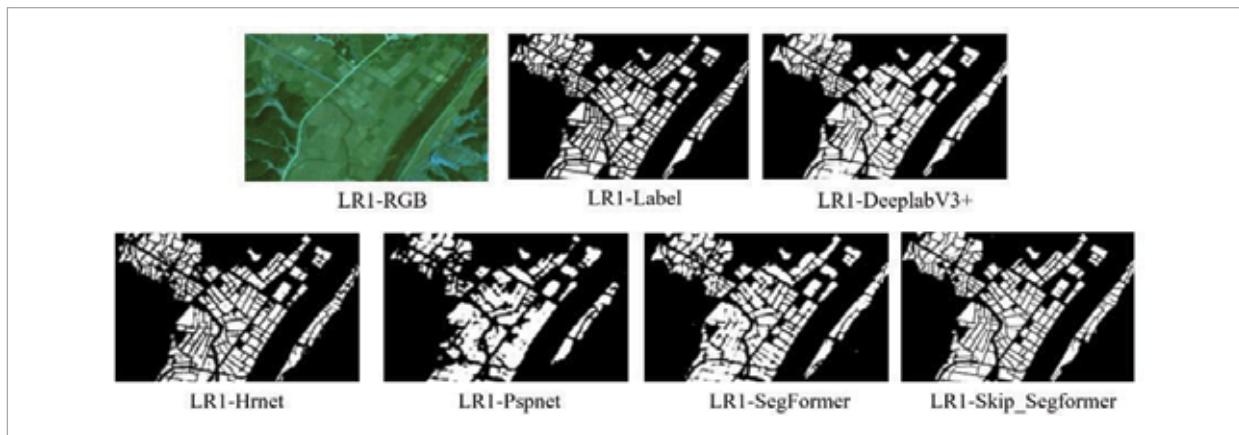 LR1-RGB
LR1-Label
LR1-DeeplabV3+
LR1-Hrnet
LR1-Pspnet
LR1-SegFormer
LR1-Skip_Segformer